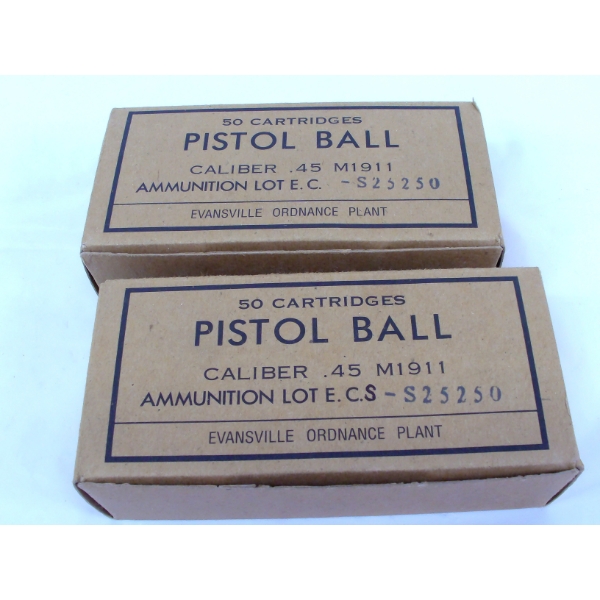 50 CARTRIDGES
PISTOL BALL
CALIBER .45 M1911
AMMUNITION LOT E.C. -S25250
EVANSVILLE ORDNANCE PLANT
50 CARTRIDGES
PISTOL BALL
CALIBER .45 M1911
AMMUNITION LOT E.C.S-S25250
EVANSVILLE ORDNANCE PLANT